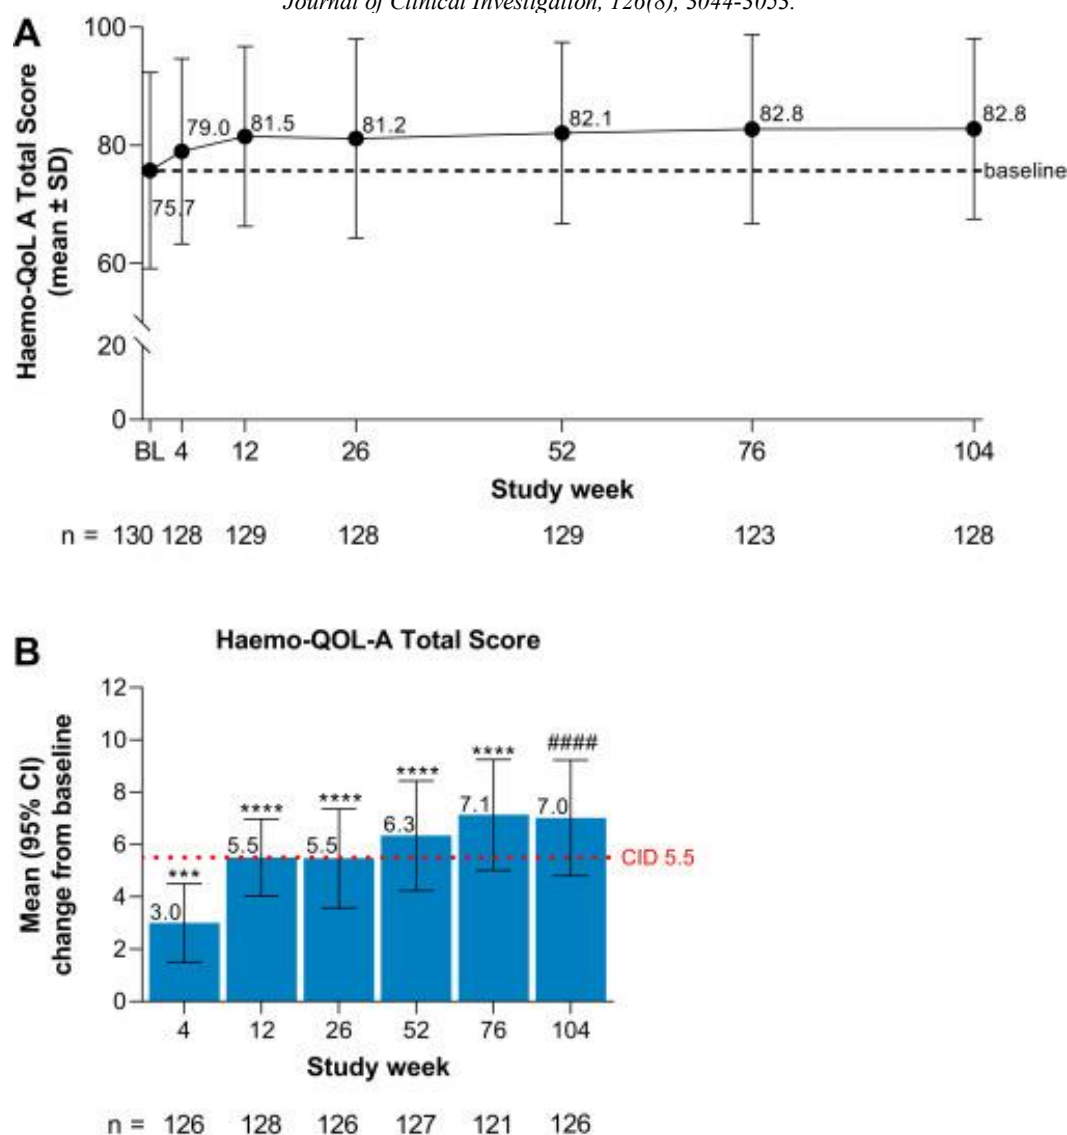 Journal of Clinical Investigation, 126(8), 3044-3053.
A
Haemo-QoL A Total Score
(mean ± SD)
100
80
60
20
0
75.7
79.0
81.5
81.2
82.1
82.8
82.8
baseline
BL 4 12 26 52 76 104
Study week
n = 130 128 129 128 129 123 128
B
Haemo-QOL-A Total Score
Mean (95% CI)
change from baseline
12
10
8
6
4
2
0
3.0
***
5.5
****
5.5
****
6.3
****
7.1
****
7.0
####
CID 5.5
4 12 26 52 76 104
Study week
n = 126 128 126 127 121 126